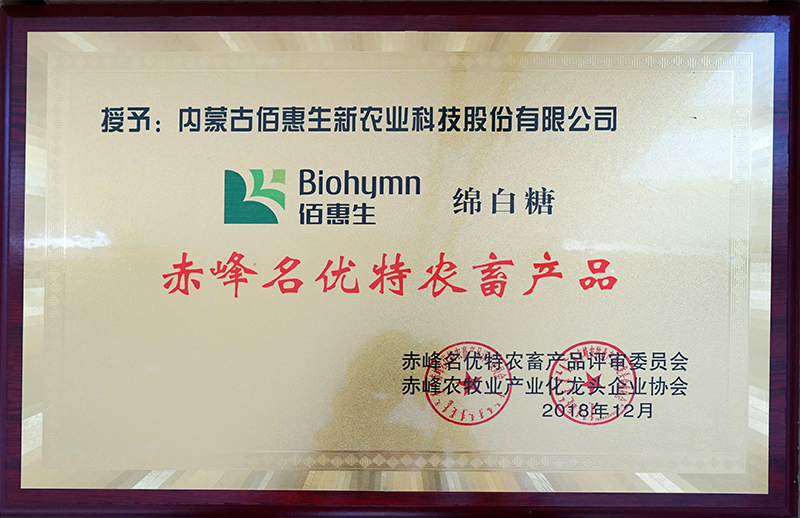 授予：内蒙古佰惠生新农业科技股份有限公司
Biohymn
佰惠生
绵白糖
赤峰名优特农畜产品
赤峰名优特农畜产品评审委员会
赤峰农牧业产业化龙头企业协会
2018年12月